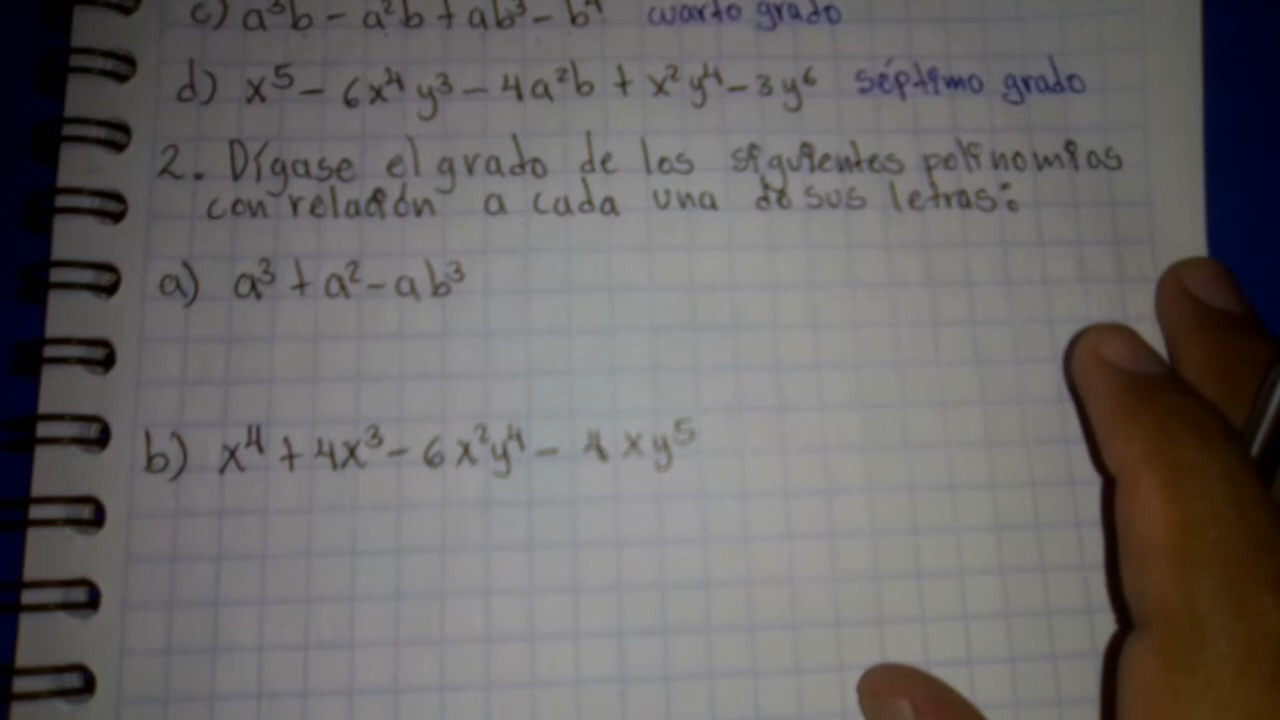 c) a³b - a²b + ab³ - b⁴ cuarto grado
d) x⁵ - 6x⁴y³ - 4a²b + x²y⁴ - 3y⁶ séptimo grado
2. Dígase el grado de los siguientes polinomios
con relación a cada una de sus letras:
a) a³ + a² - ab³
b) x⁴ + 4x³ - 6x²y⁴ - 4xy⁵